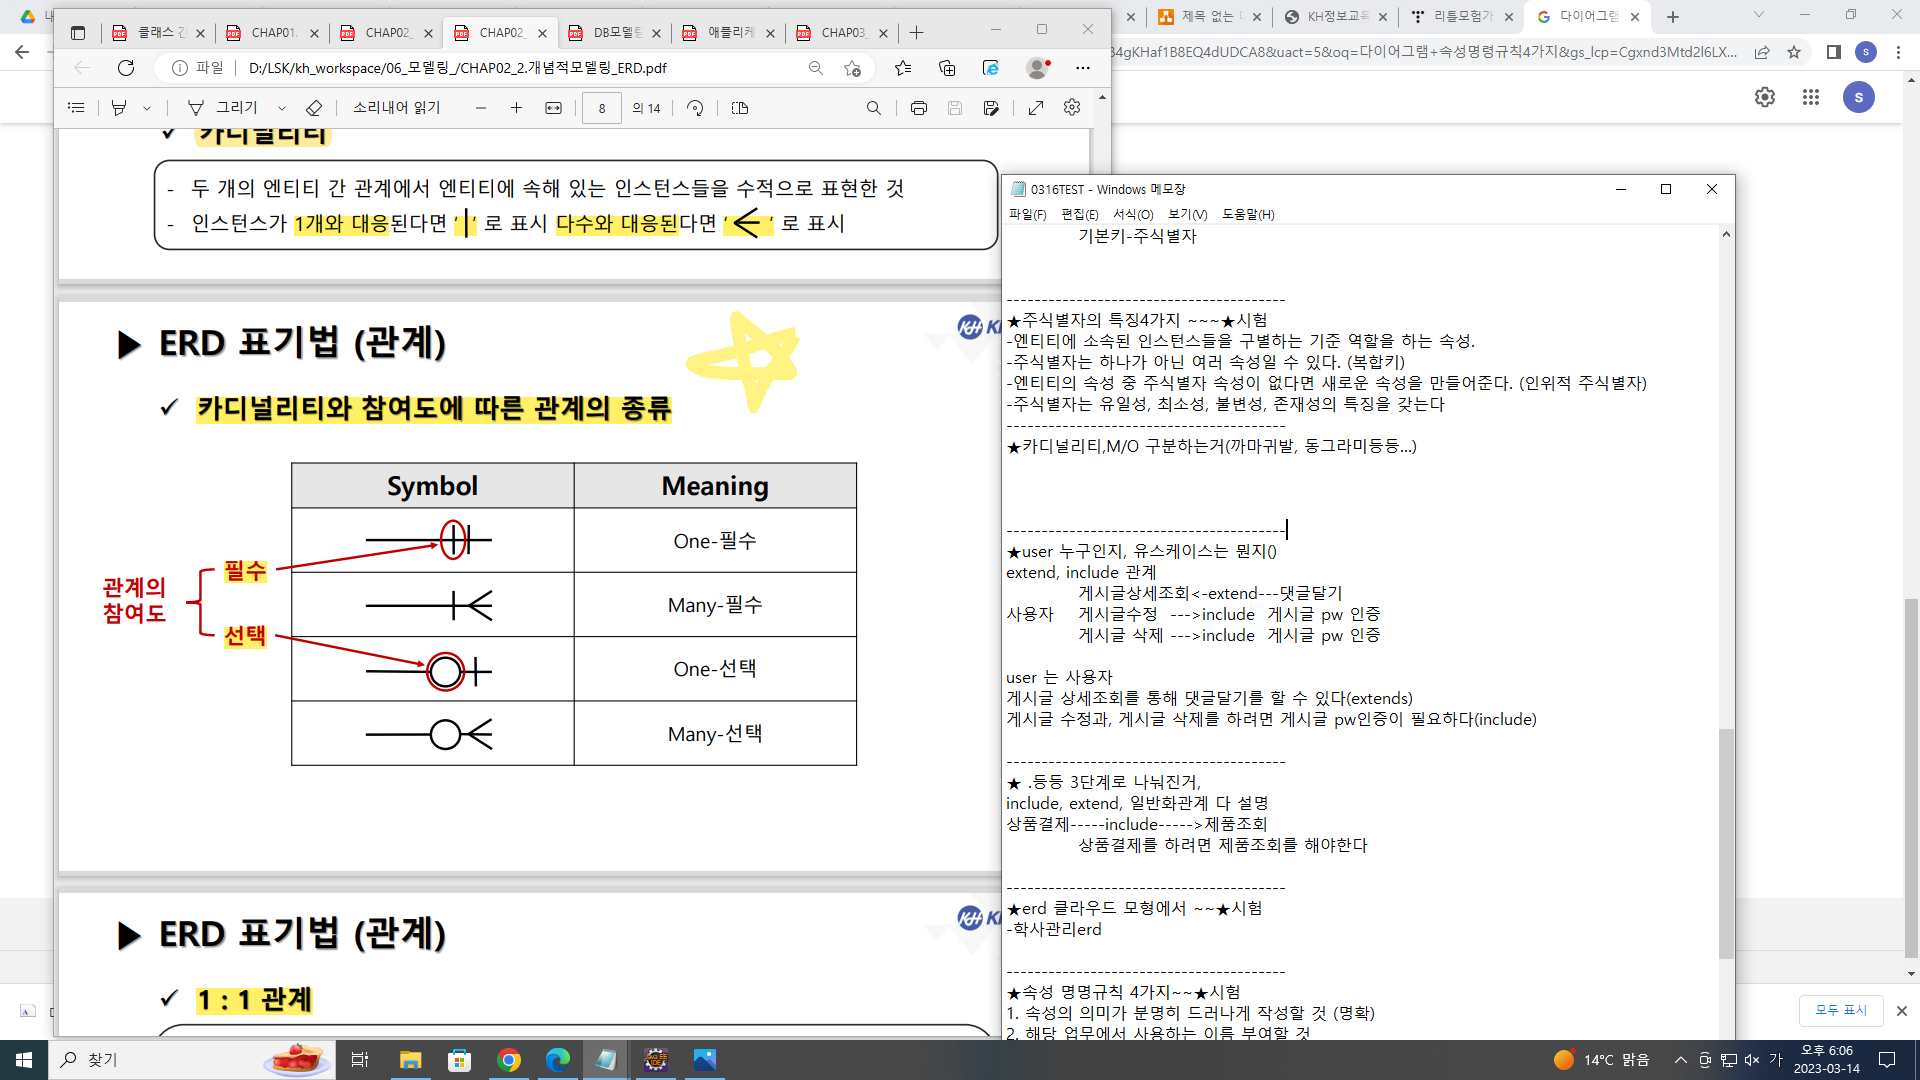 클래스 간
CHAP01.
CHAP02_
CHAP02_
DB모델링
애플리케
CHAP03_
파일
D:/LSK/kh_workspace/06_모델링_/CHAP02_2.개념적모델링_ERD.pdf
그리기
소리내어 읽기
8
의 14
제목 없는
KH정보교육
리틀모험가
다이어그램
34gKHaf1B8EQ4dUDCA8&uact=5&oq=다이어그램+속성명령규칙4가지&gs_lcp=Cgxnd3Mtd2l6LX...
S
S
카디널리티
- 두 개의 엔티티 간 관계에서 엔티티에 속해 있는 인스턴스들을 수적으로 표현한 것
- 인스턴스가 1개와 대응된다면 '|' 로 표시 다수와 대응된다면 '<' 로 표시
ERD 표기법 (관계)
KH
카디널리티와 참여도에 따른 관계의 종류
Symbol
Meaning
One-필수
Many-필수
One-선택
Many-선택
관계의
참여도
필수
선택
ERD 표기법 (관계)
KH
1 : 1 관계
0316TEST - Windows 메모장
파일(F) 편집(E) 서식(O) 보기(V) 도움말(H)
기본키-주식별자
----------------------------------------
★주식별자의 특징4가지 ~~~★시험
-엔티티에 소속된 인스턴스들을 구별하는 기준 역할을 하는 속성.
-주식별자는 하나가 아닌 여러 속성일 수 있다. (복합키)
-엔티티의 속성 중 주식별자 속성이 없다면 새로운 속성을 만들어준다. (인위적 주식별자)
-주식별자는 유일성, 최소성, 불변성, 존재성의 특징을 갖는다
----------------------------------------
★카디널리티,M/O 구분하는거(까마귀발, 동그라미등등...)
----------------------------------------
★user 누구인지, 유스케이스는 뭔지()
extend, include 관계
게시글상세조회<-extend---댓글달기
사용자 게시글수정 --->include 게시글 pw 인증
게시글 삭제 --->include 게시글 pw 인증
user 는 사용자
게시글 상세조회를 통해 댓글달기를 할 수 있다(extends)
게시글 수정과, 게시글 삭제를 하려면 게시글 pw인증이 필요하다(include)
----------------------------------------
★ .등등 3단계로 나눠진거,
include, extend, 일반화관계 다 설명
상품결제-----include----->제품조회
상품결제를 하려면 제품조회를 해야한다
----------------------------------------
★erd 클라우드 모형에서 ~~★시험
-학사관리erd
----------------------------------------
★속성 명명규칙 4가지~~★시험
1. 속성의 의미가 분명히 드러나게 작성할 것 (명확)
2. 해당 업무에서 사용하는 이름 부여할 것
모두 표시
찾기
14°C 맑음
가
오후 6:06
2023-03-14